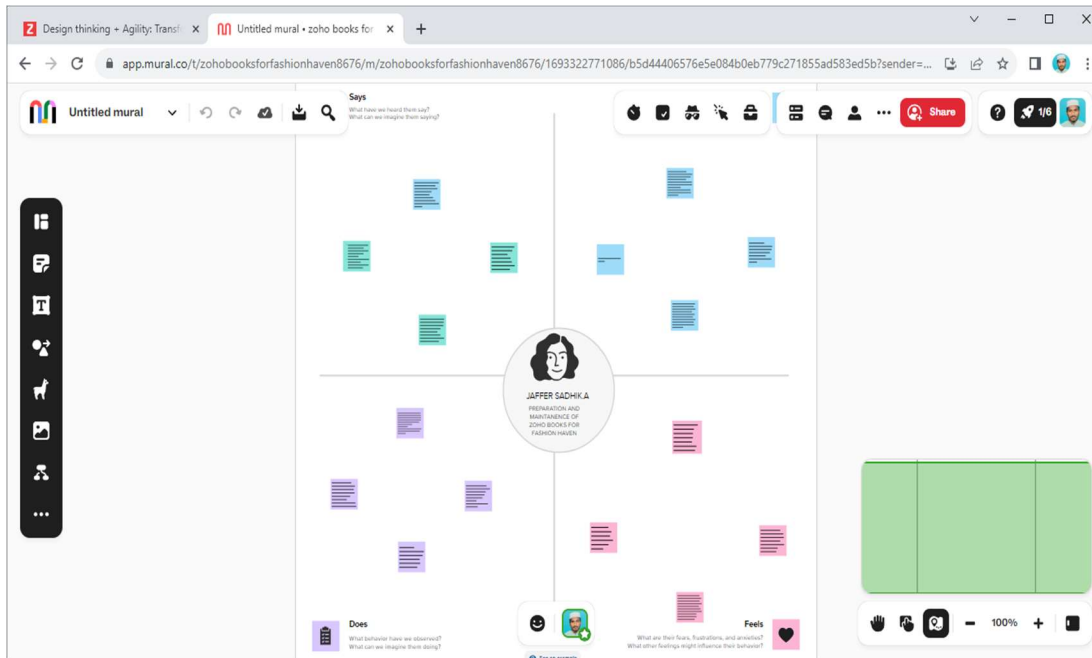 Design thinking + Agility: Transf
Untitled mural • zoho books for
app.mural.co/t/zohobooksforfashionhaven8676/m/zohobooksforfashionhaven8676/1693322771086/b5d44406576e5e084b0eb779c271855ad583ed5b?sender=...
Untitled mural
Says
What have we heard them say?
What can we imagine them saying?
Share
1/6
JAFFER SADHIK.A
PREPARATION AND
MAINTANENCE OF
ZOHO BOOKS FOR
FASHION HAVEN
Does
What behavior have we observed?
What can we imagine them doing?
Feels
What are their fears, frustrations, and anxieties?
What other feelings might influence their behavior?
100%